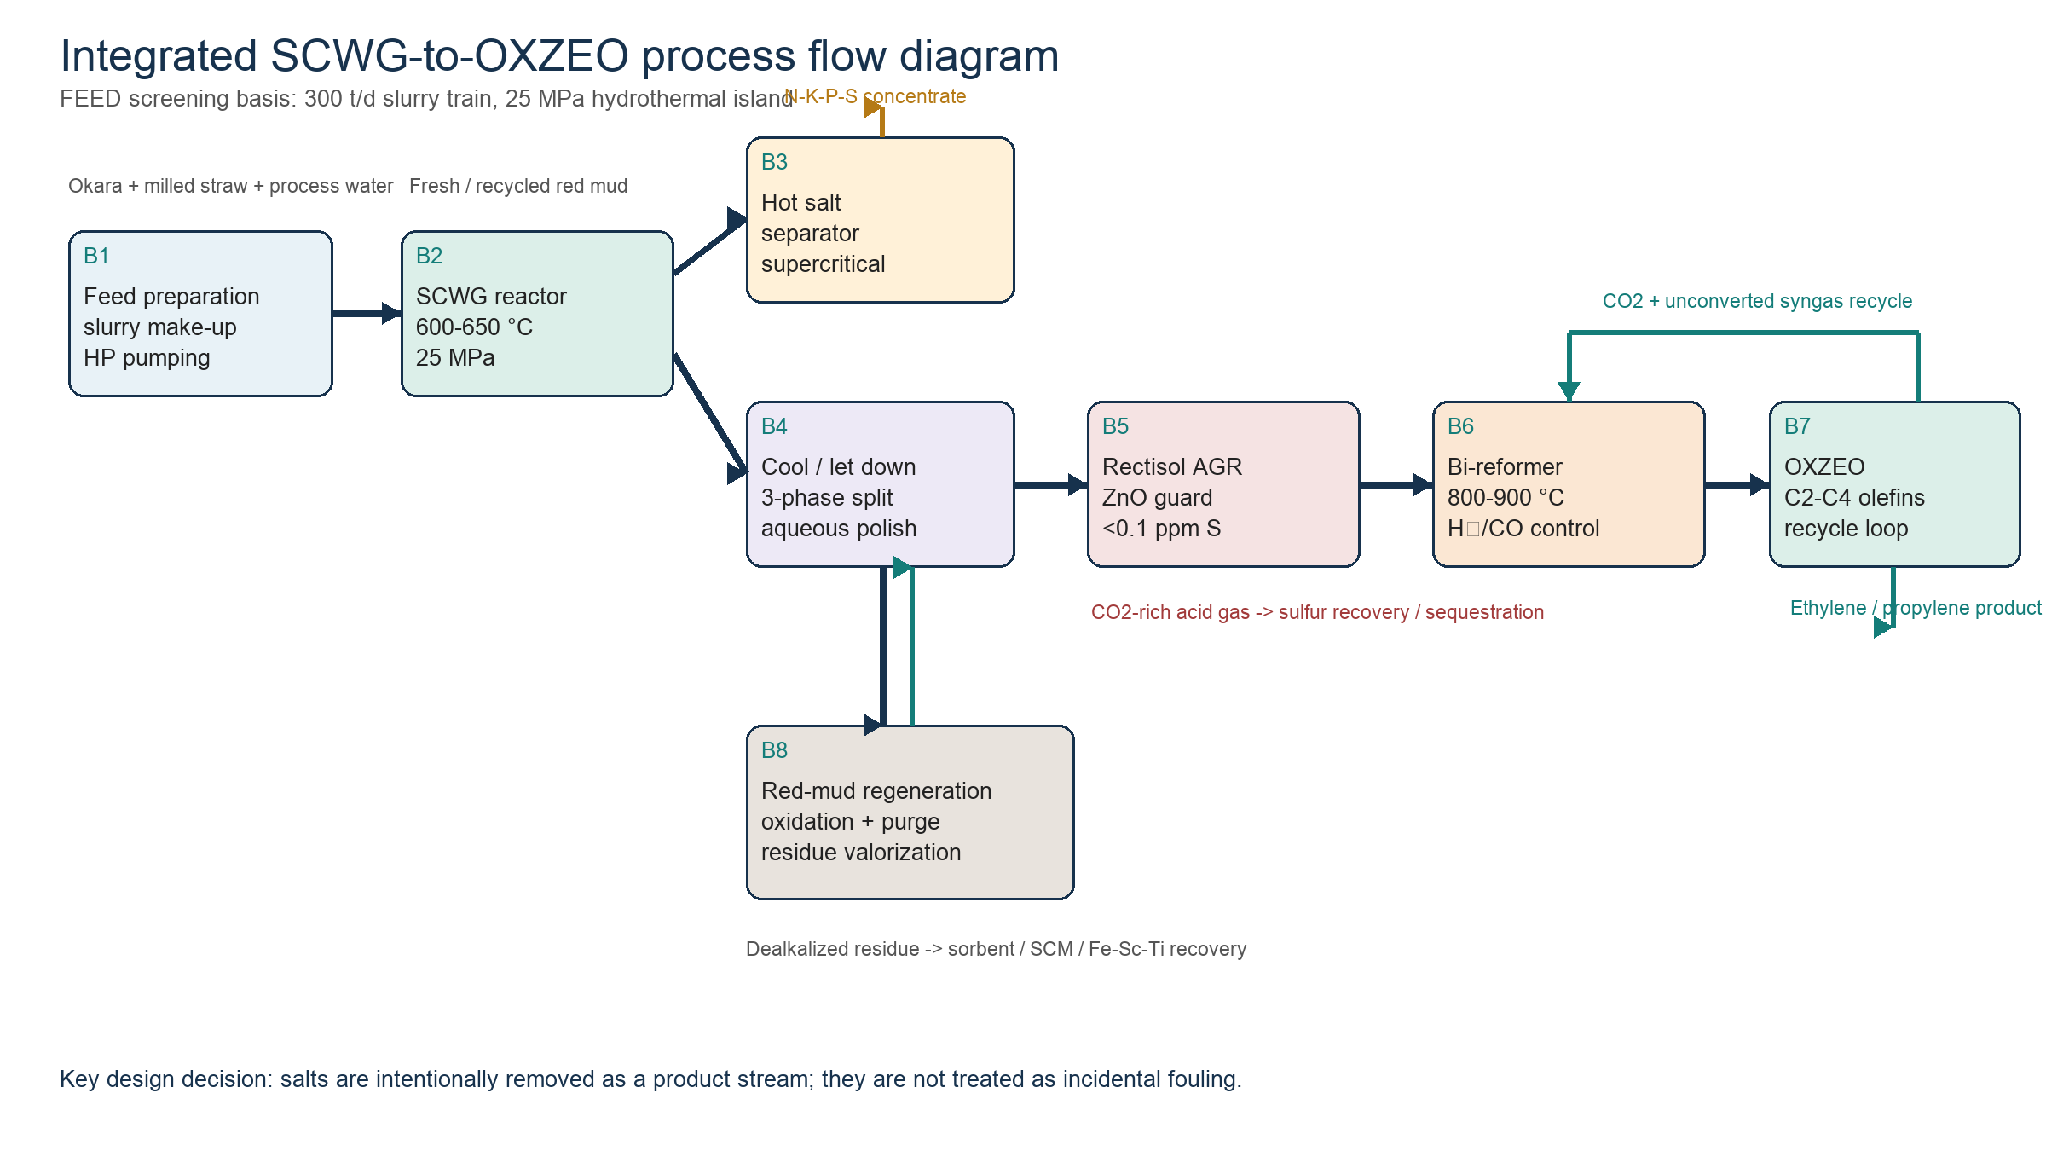 Integrated SCWG-to-OXZEO process flow diagram
FEED screening basis: 300 t/d slurry train, 25 MPa hydrothermal island
N-K-P-S concentrate
Okara + milled straw + process water
Fresh / recycled red mud
B1
Feed preparation
slurry make-up
HP pumping
B2
SCWG reactor
600-650 °C
25 MPa
B3
Hot salt
separator
supercritical
CO2 + unconverted syngas recycle
B4
Cool / let down
3-phase split
aqueous polish
B5
Rectisol AGR
ZnO guard
<0.1 ppm S
B6
Bi-reformer
800-900 °C
H□/CO control
B7
OXZEO
C2-C4 olefins
recycle loop
CO2-rich acid gas -> sulfur recovery / sequestration
Ethylene / propylene product
B8
Red-mud regeneration
oxidation + purge
residue valorization
Dealkalized residue -> sorbent / SCM / Fe-Sc-Ti recovery
Key design decision: salts are intentionally removed as a product stream; they are not treated as incidental fouling.